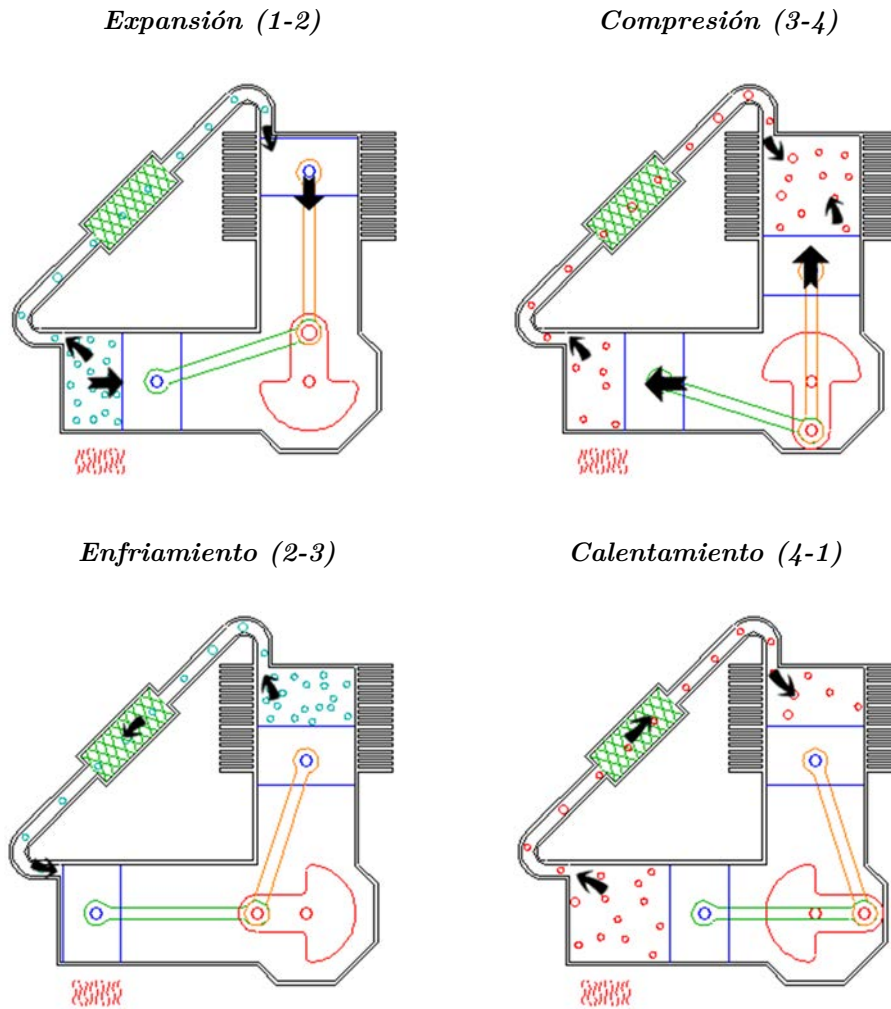 Expansión (1-2)
Compresión (3-4)
Enfriamiento (2-3)
Calentamiento (4-1)